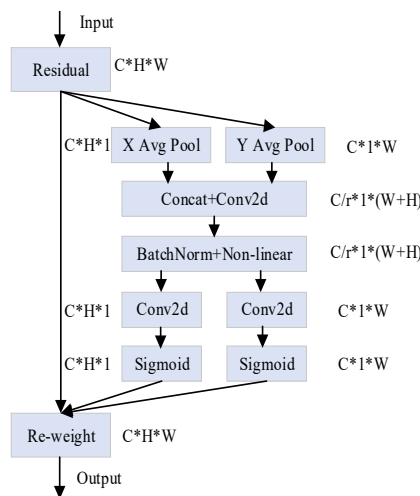 Input
Residual C*H*W
C*H*1 X Avg Pool Y Avg Pool C*1*W
Concat+Conv2d C/r*1*(W+H)
BatchNorm+Non-linear C/r*1*(W+H)
C*H*1 Conv2d Conv2d C*1*W
C*H*1 Sigmoid Sigmoid C*1*W
Re-weight C*H*W
Output